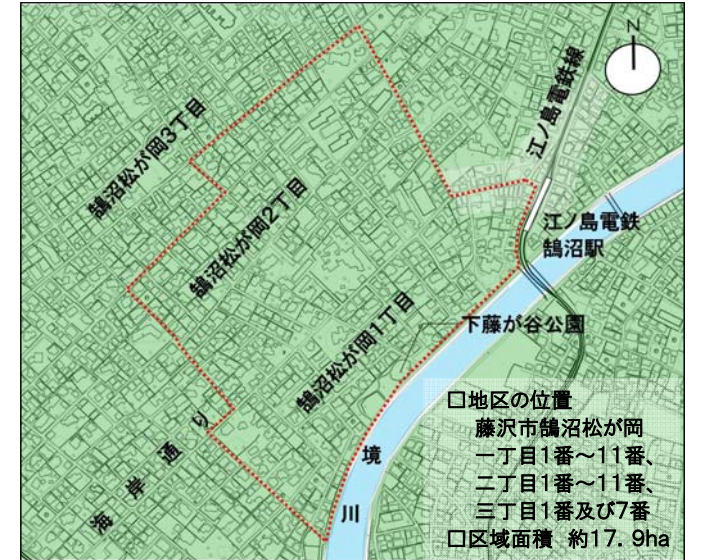 Z
江ノ島電鉄線
鵠沼松が岡3丁目
鵠沼松が岡2丁目
江ノ島電鉄
鵠沼駅
鵠沼松が岡1丁目
下藤が谷公園
海岸通り
境川
□地区の位置
藤沢市鵠沼松が岡
一丁目1番～11番、
二丁目1番～11番、
三丁目1番及び7番
□区域面積 約17.9ha